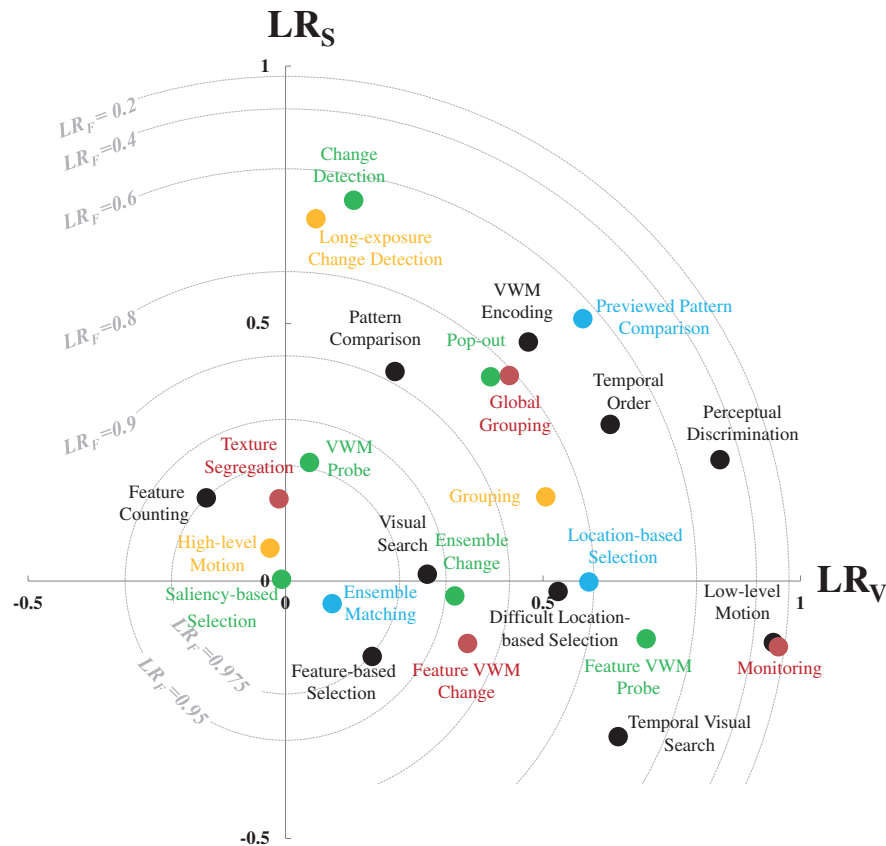 LR_S
1
LR_F = 0.2
LR_F = 0.4
LR_F = 0.6
LR_F = 0.8
LR_F = 0.9
Change
Detection
Long-exposure
Change Detection
0.5
VWM
Encoding
Previewed Pattern
Comparison
Pattern
Comparison
Pop-out
Global
Grouping
Temporal
Order
Perceptual
Discrimination
Texture
Segregation
VWM
Probe
Feature
Counting
Grouping
High-level
Motion
Visual
Search
Ensemble
Change
Location-based
Selection
-0.5
0
0
0.5
1
LR_V
Saliency-based
Selection
Ensemble
Matching
Difficult Location-
based Selection
Low-level
Motion
LR_F=0.975
LR_F=0.95
Feature-based
Selection
Feature VWM
Change
Feature VWM
Probe
Monitoring
Temporal Visual
Search
-0.5